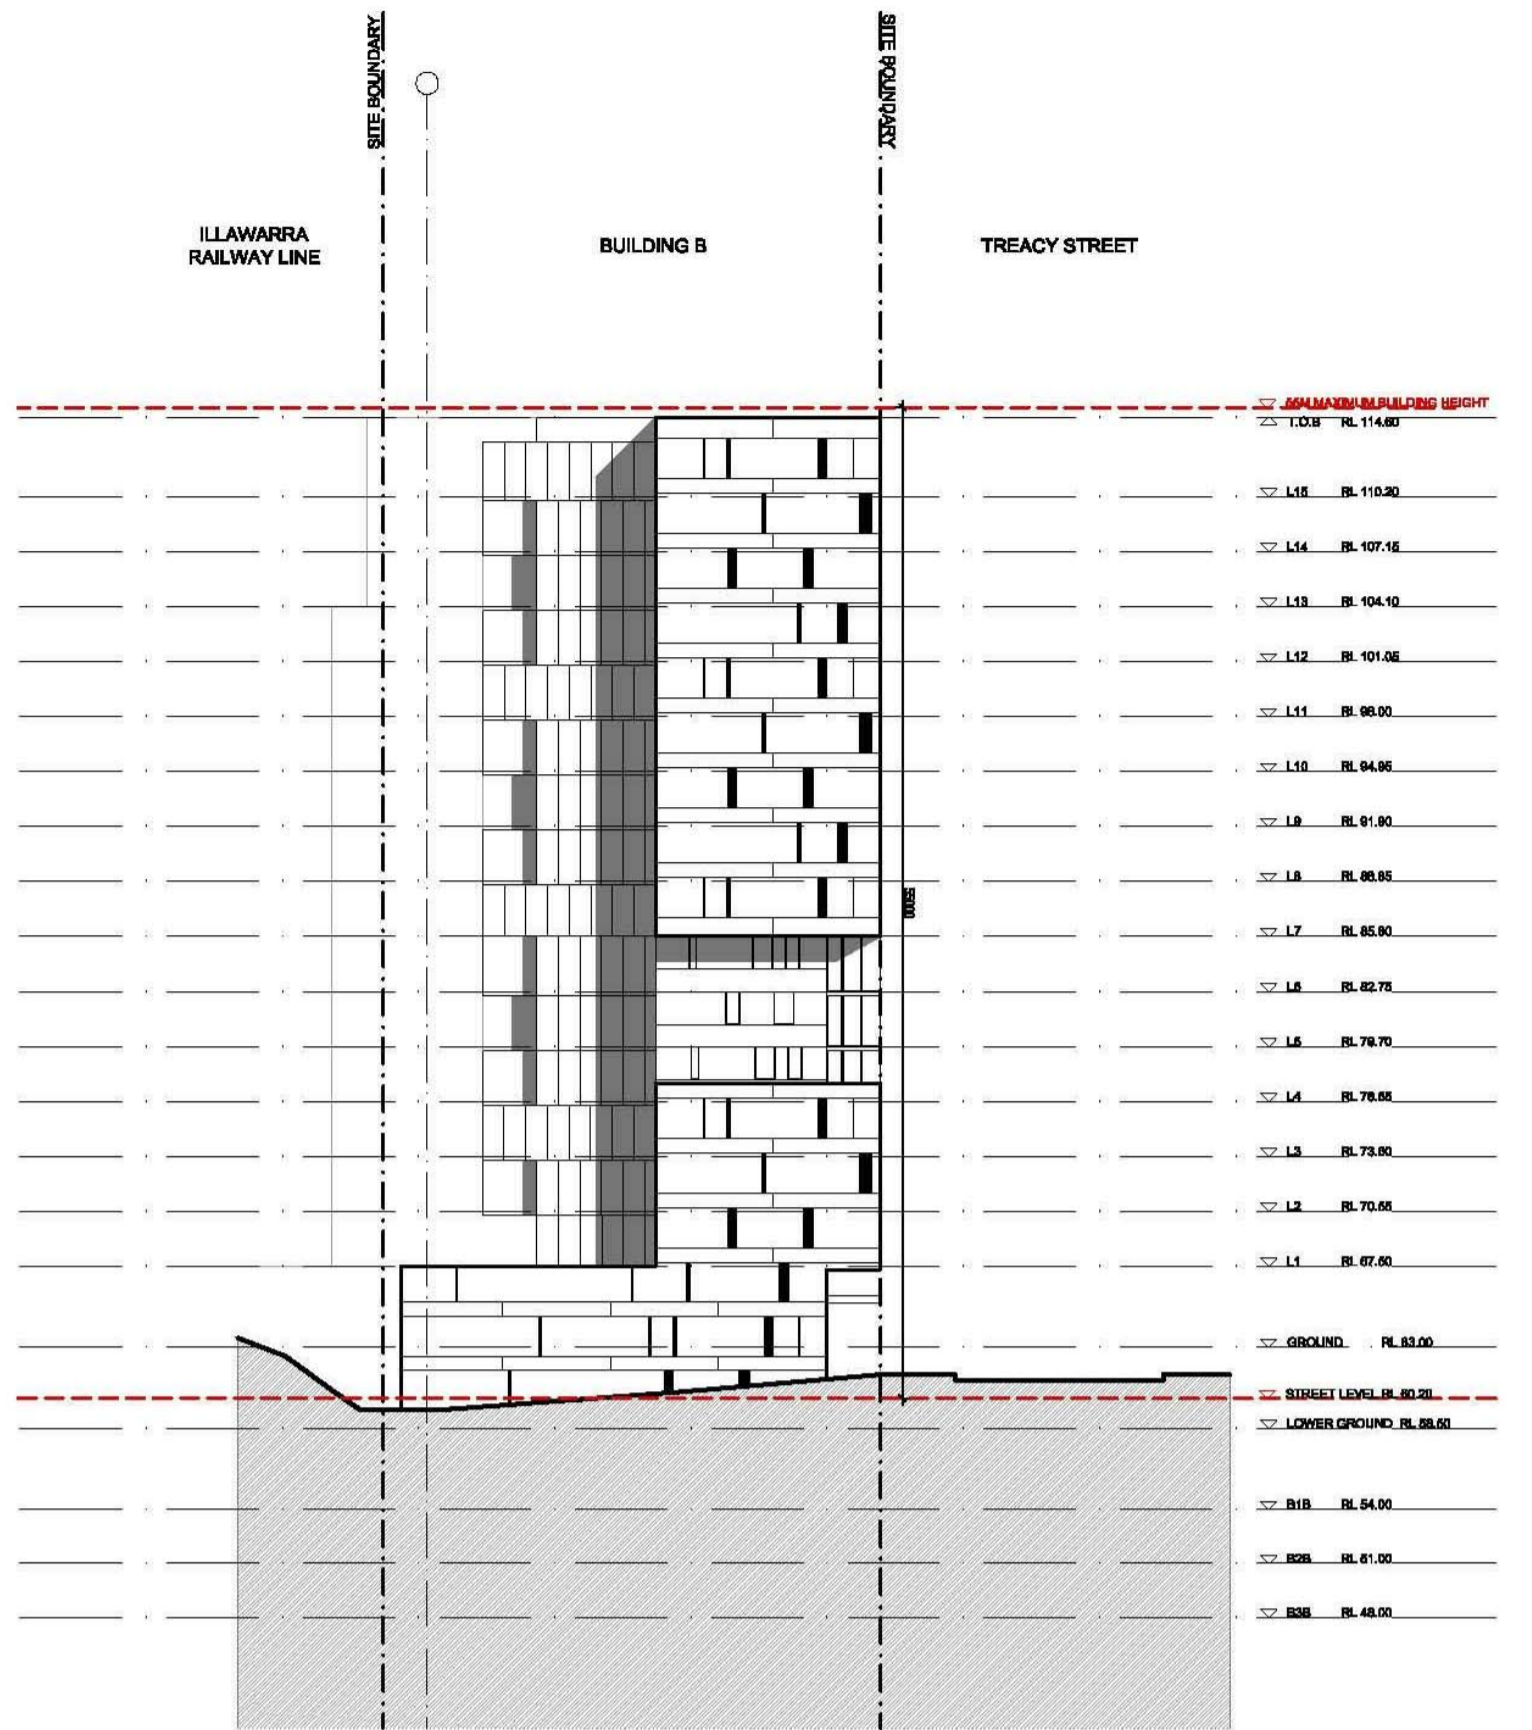 SITE BOUNDARY
SITE BOUNDARY
ILLAWARRA
RAILWAY LINE
BUILDING B
TREACY STREET
55M MAXIMUM BUILDING HEIGHT
T.O.B RL 114.60
L15 RL 110.20
L14 RL 107.15
L13 RL 104.10
L12 RL 101.05
L11 RL 98.00
L10 RL 94.95
L9 RL 91.90
L8 RL 88.85
55000
L7 RL 85.80
L6 RL 82.75
L5 RL 79.70
L4 RL 76.65
L3 RL 73.60
L2 RL 70.55
L1 RL 67.50
GROUND RL 63.00
STREET LEVEL RL 60.20
LOWER GROUND RL 58.50
B1B RL 54.00
B2B RL 51.00
B3B RL 48.00